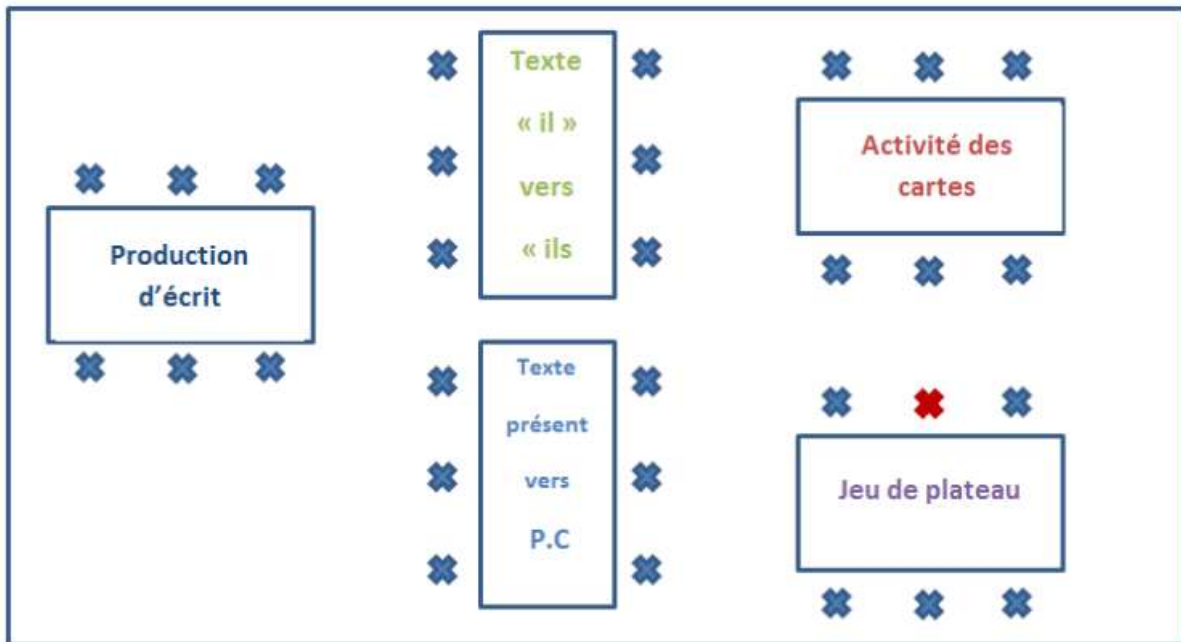 Production
d'écrit
Texte
« il »
vers
« ils
Texte
présent
vers
P.C
Activité des
cartes
Jeu de plateau